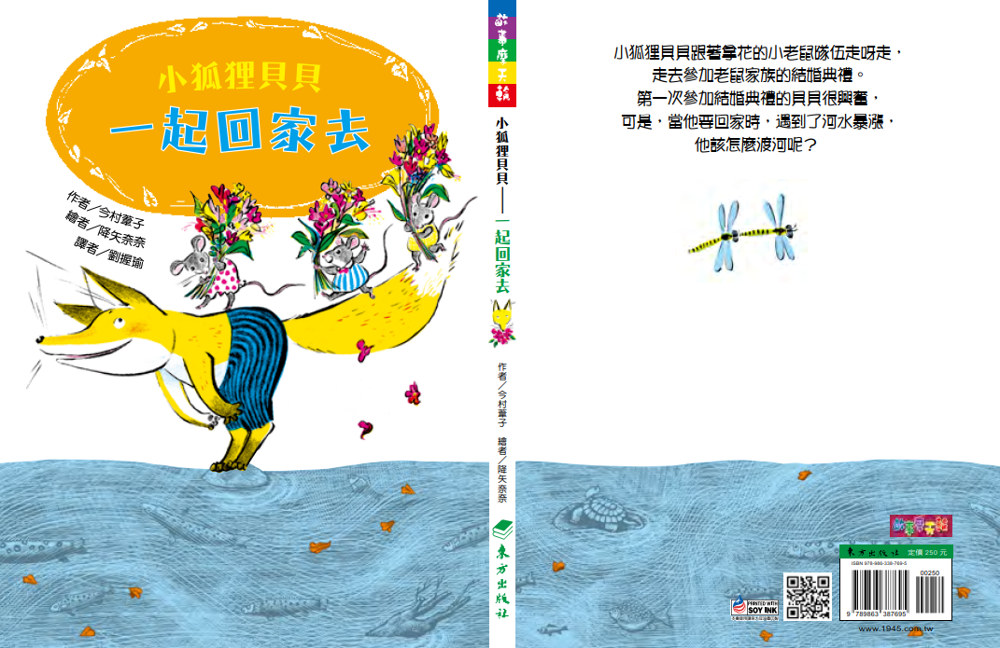 小狐狸貝貝
一起回家去
作者／今村葦子
繪者／降矢奈奈
譯者／劉握瑜
故事摩天輪
小狐狸貝貝——一起回家去
作者／今村葦子　繪者／降矢奈奈
東方出版社
小狐狸貝貝跟著拿花的小老鼠隊伍走呀走，
走去參加老鼠家族的結婚典禮。
第一次參加結婚典禮的貝貝很興奮，
可是，當他要回家時，遇到了河水暴漲，
他該怎麼渡河呢？
故事摩天輪
東方出版社 定價 250 元
ISBN 978-986-338-769-5
00250
9 789863 387695
PRINTED WITH
SOY INK
www.1945.com.tw